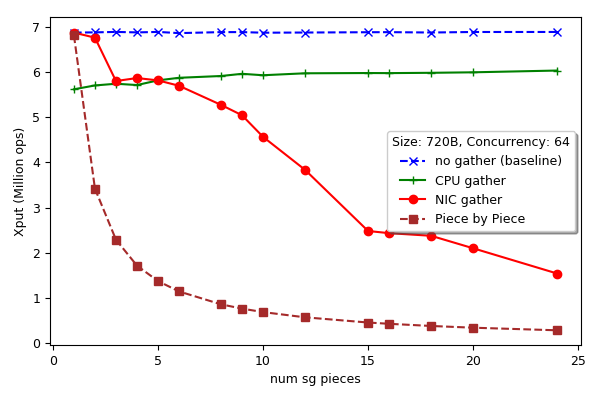 7
6
5
4
3
2
1
0
Xput (Million ops)
Size: 720B, Concurrency: 64
no gather (baseline)
CPU gather
NIC gather
Piece by Piece
0 5 10 15 20 25
num sg pieces